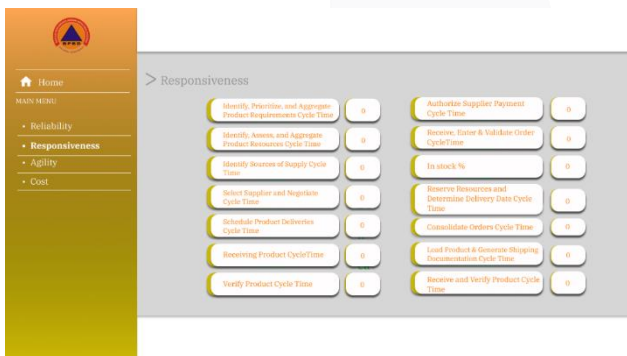 Home
MAIN MENU
• Reliability
• Responsiveness
• Agility
• Cost
> Responsiveness
Identify, Prioritize, and Aggregate
Product Requirements Cycle Time
0
Identify, Assess, and Aggregate
Product Resources Cycle Time
0
Identify Sources of Supply Cycle
Time
0
Select Supplier and Negotiate
Cycle Time
0
Schedule Product Deliveries
Cycle Time
0
Receiving Product CycleTime
0
Verify Product Cycle Time
0
Authorize Supplier Payment
Cycle Time
0
Receive, Enter & Validate Order
CycleTime
0
In stock %
0
Reserve Resources and
Determine Delivery Date Cycle
Time
0
Consolidate Orders Cycle Time
0
Load Product & Generate Shipping
Documentation Cycle Time
0
Receive and Verify Product Cycle
Time
0